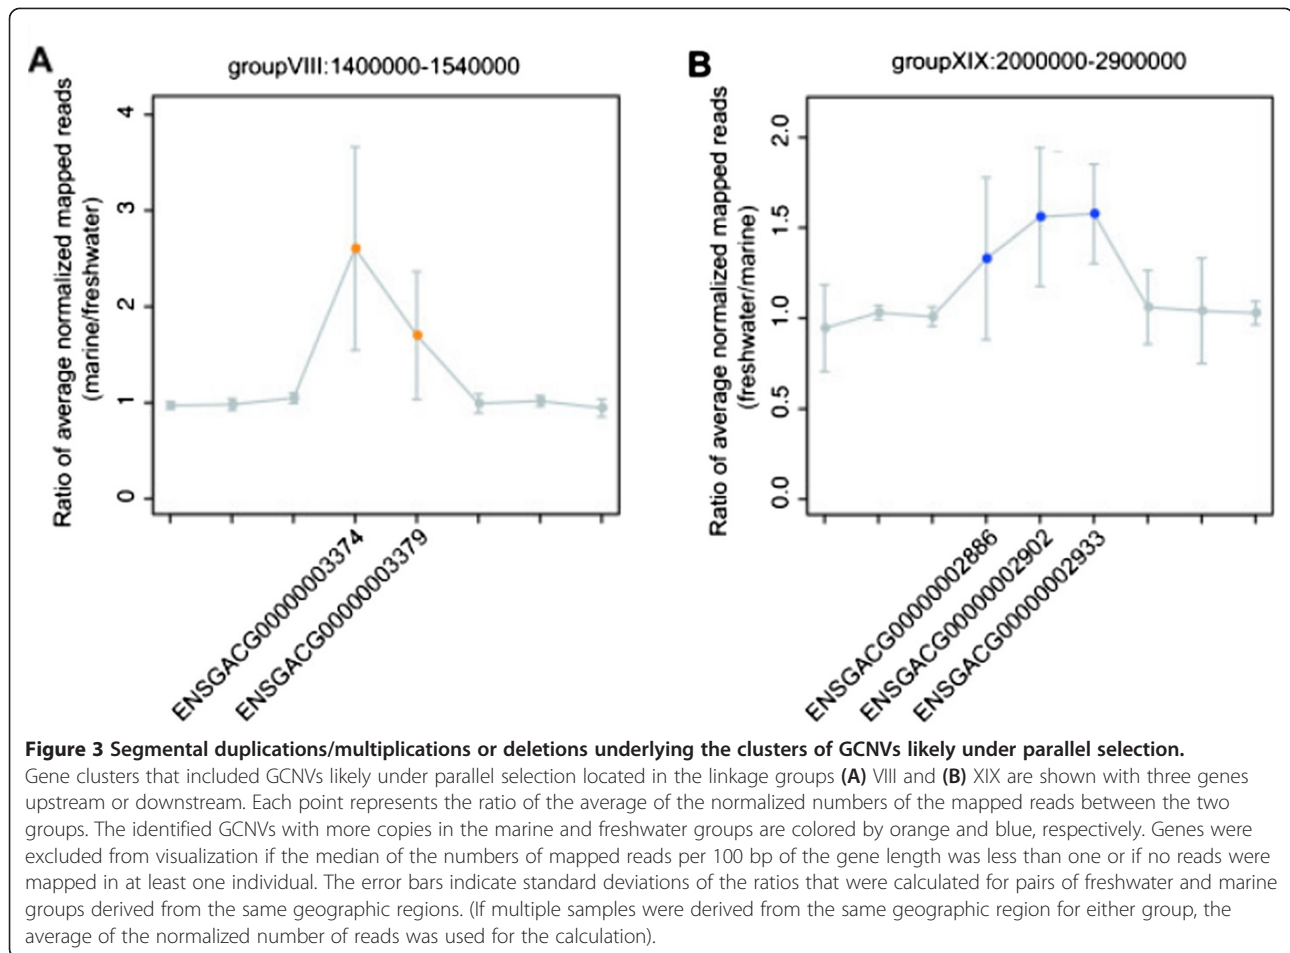 A
groupVIII:1400000-1540000
Ratio of average normalized mapped reads
(marine/freshwater)
4
3
2
1
0
ENSGACG00000003374
ENSGACG00000003379
B
groupXIX:2000000-2900000
Ratio of average normalized mapped reads
(freshwater/marine)
2.0
1.5
1.0
0.5
0.0
ENSGACG00000002886
ENSGACG00000002902
ENSGACG00000002933
Figure 3 Segmental duplications/multiplications or deletions underlying the clusters of GCNVs likely under parallel selection.
Gene clusters that included GCNVs likely under parallel selection located in the linkage groups (A) VIII and (B) XIX are shown with three genes
upstream or downstream. Each point represents the ratio of the average of the normalized numbers of the mapped reads between the two
groups. The identified GCNVs with more copies in the marine and freshwater groups are colored by orange and blue, respectively. Genes were
excluded from visualization if the median of the numbers of mapped reads per 100 bp of the gene length was less than one or if no reads were
mapped in at least one individual. The error bars indicate standard deviations of the ratios that were calculated for pairs of freshwater and marine
groups derived from the same geographic regions. (If multiple samples were derived from the same geographic region for either group, the
average of the normalized number of reads was used for the calculation).